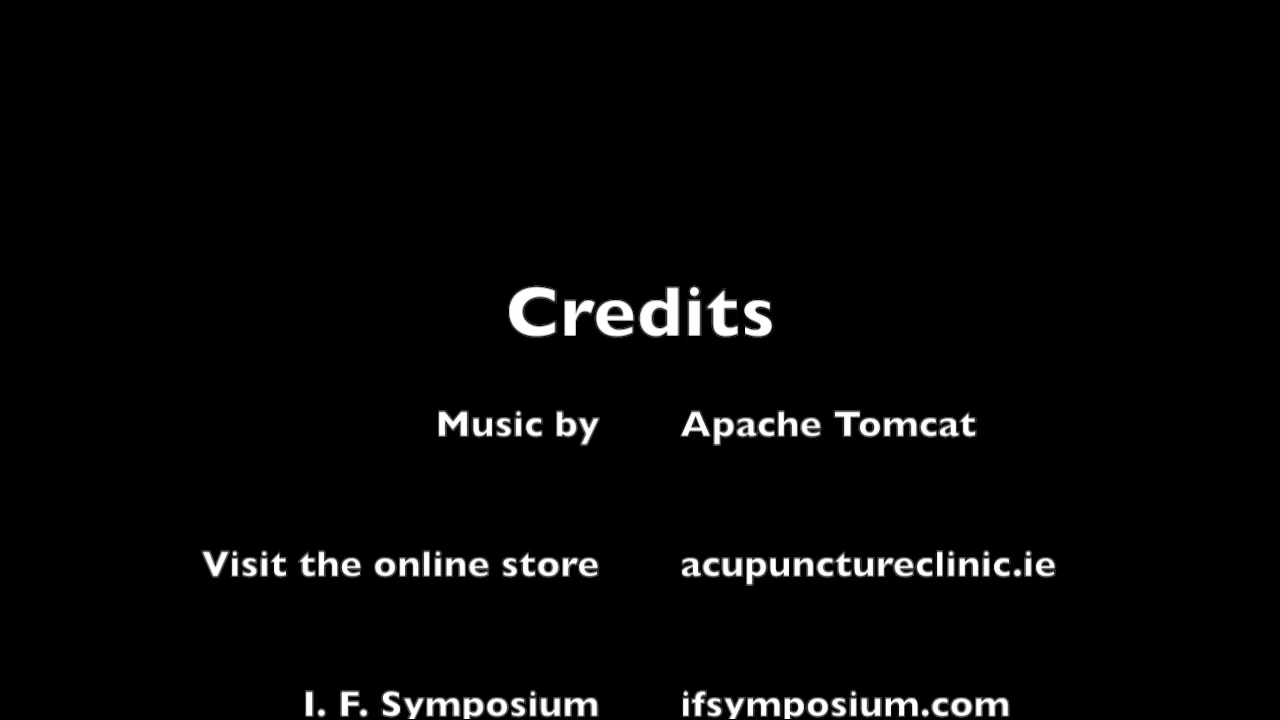 Credits
Music by Apache Tomcat
Visit the online store acupunctureclinic.ie
I. F. Symposium ifsymposium.com